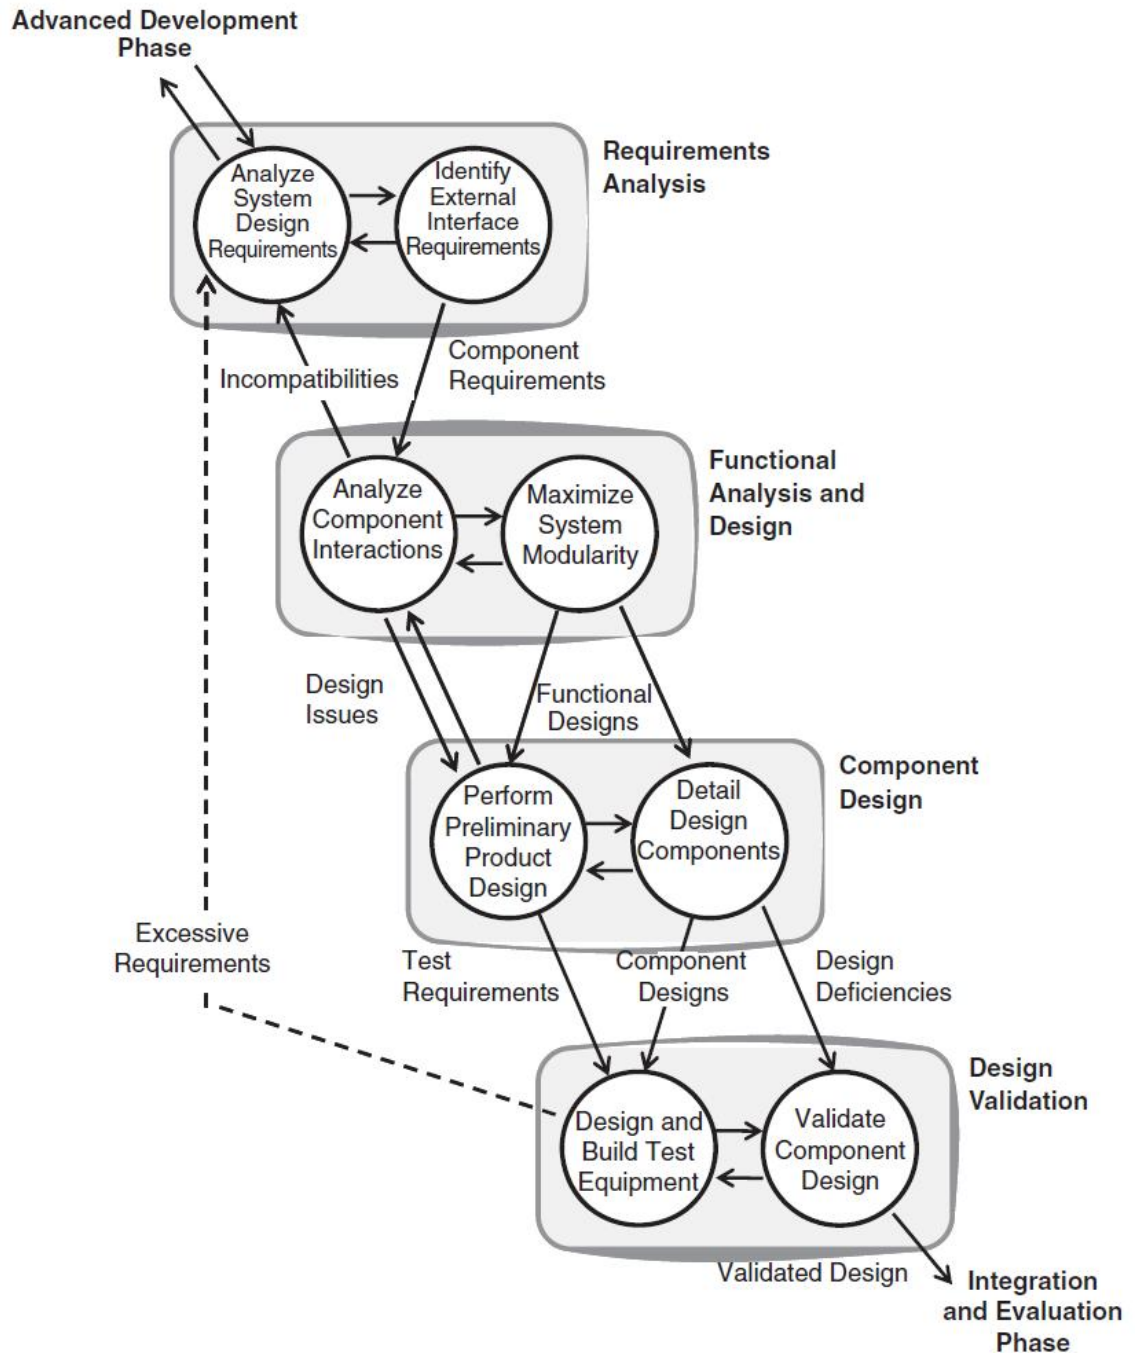 Advanced Development
Phase
Analyze
System
Design
Requirements
Identify
External
Interface
Requirements
Requirements
Analysis
Incompatibilities
Component
Requirements
Analyze
Component
Interactions
Maximize
System
Modularity
Functional
Analysis and
Design
Design
Issues
Functional
Designs
Perform
Preliminary
Product
Design
Detail
Design
Components
Component
Design
Excessive
Requirements
Test
Requirements
Component
Designs
Design
Deficiencies
Design and
Build Test
Equipment
Validate
Component
Design
Design
Validation
Validated Design
Integration
and Evaluation
Phase